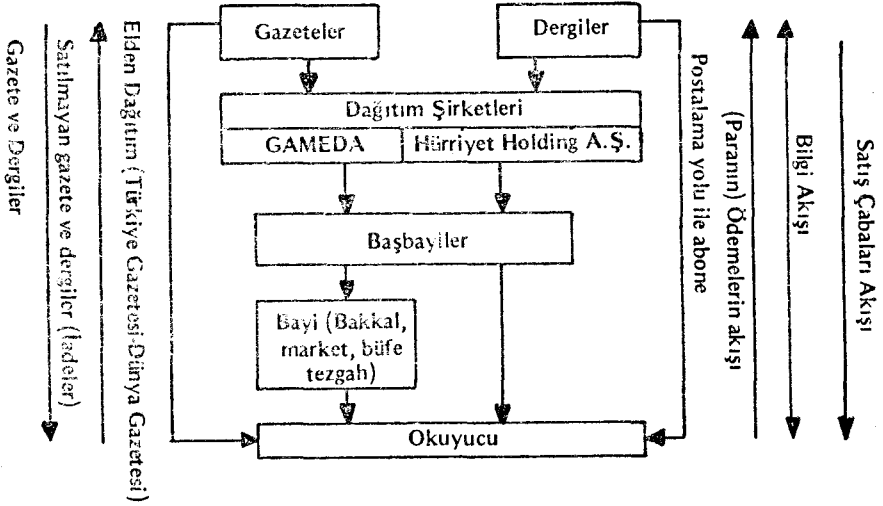 Gazeteler
Dergiler
Dağıtım Şirketleri
GAMEDA
Hürriyet Holding A.Ş.
Başbayiler
Bayi (Bakkal,
market, büfe
tezgah)
Okuyucu
Gazete ve Dergiler
Satılmayan gazete ve dergiler (İadeler)
Elden Dağıtım (Türkiye Gazetesi-Dünya Gazetesi)
Postalama yolu ile abone
(Paranın) Ödemelerin akışı
Bilgi Akışı
Satış Çabaları Akışı